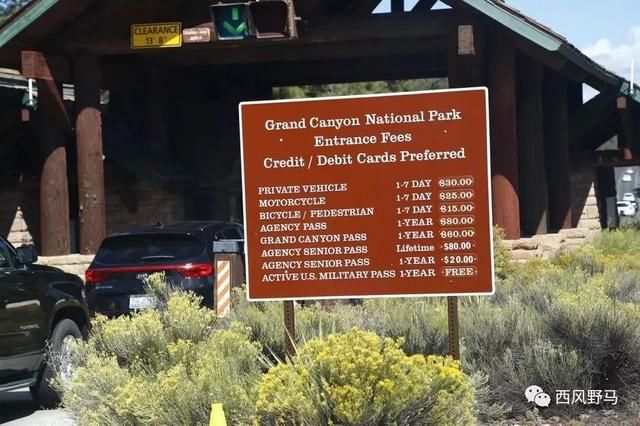 CLEARANCE
13' 8"
Grand Canyon National Park
Entrance Fees
Credit / Debit Cards Preferred
PRIVATE VEHICLE 1-7 DAY $30.00
MOTORCYCLE 1-7 DAY $25.00
BICYCLE / PEDESTRIAN 1-7 DAY $15.00
AGENCY PASS 1-YEAR $80.00
GRAND CANYON PASS 1-YEAR $60.00
AGENCY SENIOR PASS Lifetime $80.00
AGENCY SENIOR PASS 1-YEAR $20.00
ACTIVE U.S. MILITARY PASS 1-YEAR FREE
西风野马